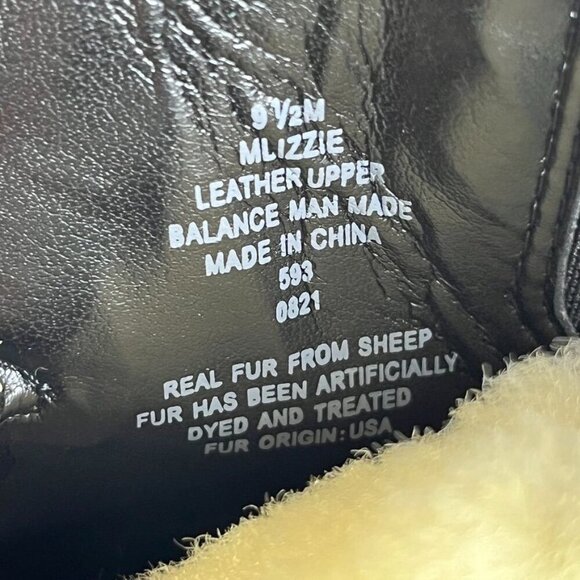 9 ½M
MLIZZIE
LEATHER UPPER
BALANCE MAN MADE
MADE IN CHINA
593
0821
REAL FUR FROM SHEEP
FUR HAS BEEN ARTIFICIALLY
DYED AND TREATED
FUR ORIGIN: USA